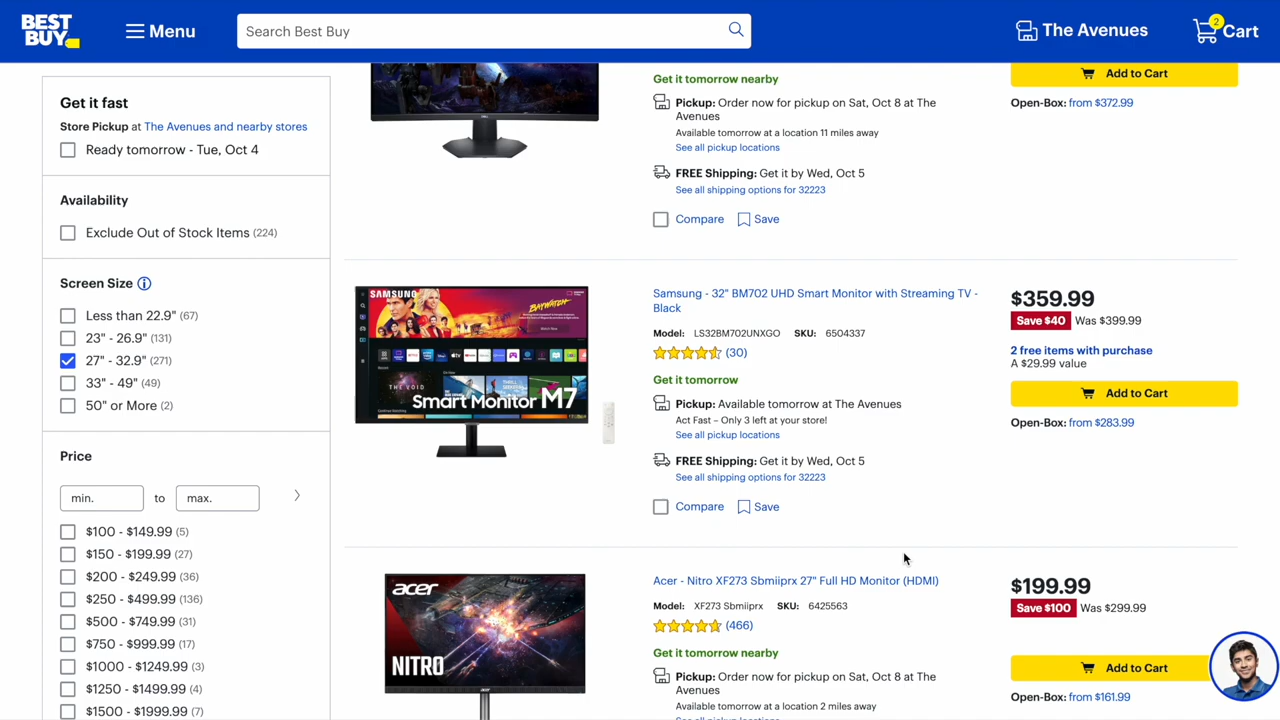 BEST BUY
Menu
Search Best Buy
The Avenues
2
Cart
Get it fast
Store Pickup at The Avenues and nearby stores
Ready tomorrow - Tue, Oct 4
Availability
Exclude Out of Stock Items (224)
Screen Size
Less than 22.9" (67)
23" - 26.9" (131)
27" - 32.9" (271)
33" - 49" (49)
50" or More (2)
Price
min. to max.
$100 - $149.99 (5)
$150 - $199.99 (27)
$200 - $249.99 (36)
$250 - $499.99 (136)
$500 - $749.99 (31)
$750 - $999.99 (17)
$1000 - $1249.99 (3)
$1250 - $1499.99 (4)
$1500 - $1999.99 (7)
Get it tomorrow nearby
Pickup: Order now for pickup on Sat, Oct 8 at The
Avenues
Available tomorrow at a location 11 miles away
See all pickup locations
FREE Shipping: Get it by Wed, Oct 5
See all shipping options for 32223
Compare Save
Add to Cart
Open-Box: from $372.99
SAMSUNG
BAYWATCH
THE VOID
Smart Monitor M7
Samsung - 32" BM702 UHD Smart Monitor with Streaming TV -
Black
Model: LS32BM702UNXGO SKU: 6504337
(30)
Get it tomorrow
Pickup: Available tomorrow at The Avenues
Act Fast – Only 3 left at your store!
See all pickup locations
FREE Shipping: Get it by Wed, Oct 5
See all shipping options for 32223
Compare Save
$359.99
Save $40 Was $399.99
2 free items with purchase
A $29.99 value
Add to Cart
Open-Box: from $283.99
acer
NITRO
acer
Acer - Nitro XF273 Sbmiiprx 27" Full HD Monitor (HDMI)
Model: XF273 Sbmiiprx SKU: 6425563
(466)
Get it tomorrow nearby
Pickup: Order now for pickup on Sat, Oct 8 at The
Avenues
Available tomorrow at a location 2 miles away
$199.99
Save $100 Was $299.99
Add to Cart
Open-Box: from $161.99